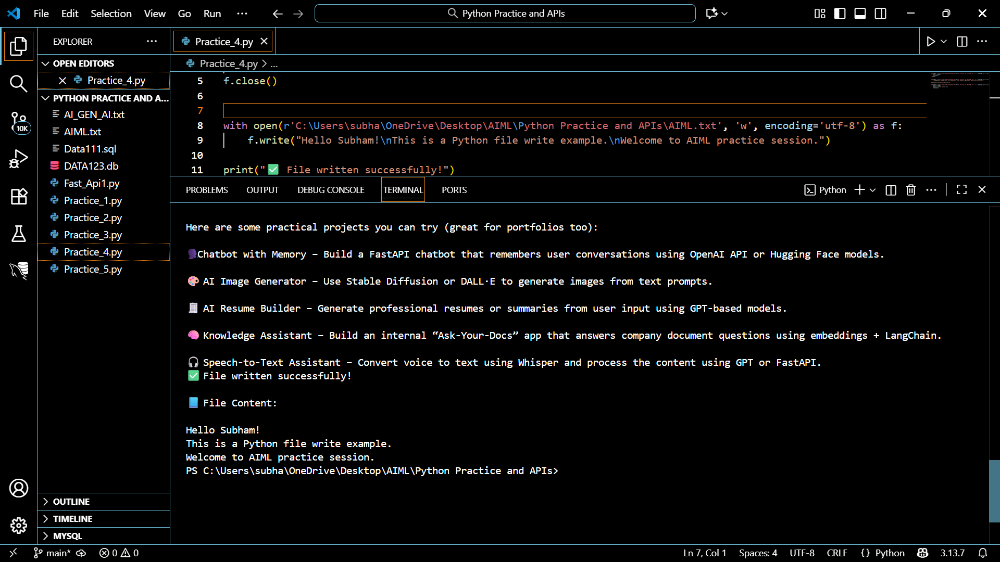 File Edit Selection View Go Run ···
Python Practice and APIs
EXPLORER
OPEN EDITORS
Practice_4.py
PYTHON PRACTICE AND A...
AI_GEN_AI.txt
AIML.txt
Data111.sql
DATA123.db
Fast_Api1.py
Practice_1.py
Practice_2.py
Practice_3.py
Practice_4.py
Practice_5.py
OUTLINE
TIMELINE
MYSQL
10K
Practice_4.py
Practice_4.py > ...
5 f.close()
6
7
8 with open(r'C:\Users\subha\OneDrive\Desktop\AIML\Python Practice and APIs\AIML.txt', 'w', encoding='utf-8') as f:
9 f.write("Hello Subham!\nThis is a Python file write example.\nWelcome to AIML practice session.")
10
11 print("✅ File written successfully!")
PROBLEMS OUTPUT DEBUG CONSOLE TERMINAL PORTS
Python
Here are some practical projects you can try (great for portfolios too):
🗣Chatbot with Memory – Build a FastAPI chatbot that remembers user conversations using OpenAI API or Hugging Face models.
🎨 AI Image Generator – Use Stable Diffusion or DALL·E to generate images from text prompts.
🧾 AI Resume Builder – Generate professional resumes or summaries from user input using GPT-based models.
🧠 Knowledge Assistant – Build an internal “Ask-Your-Docs” app that answers company document questions using embeddings + LangChain.
🎧 Speech-to-Text Assistant – Convert voice to text using Whisper and process the content using GPT or FastAPI.
✅ File written successfully!
📘 File Content:
Hello Subham!
This is a Python file write example.
Welcome to AIML practice session.
PS C:\Users\subha\OneDrive\Desktop\AIML\Python Practice and APIs>
main* 0 0
Ln 7, Col 1 Spaces: 4 UTF-8 CRLF {} Python 3.13.7